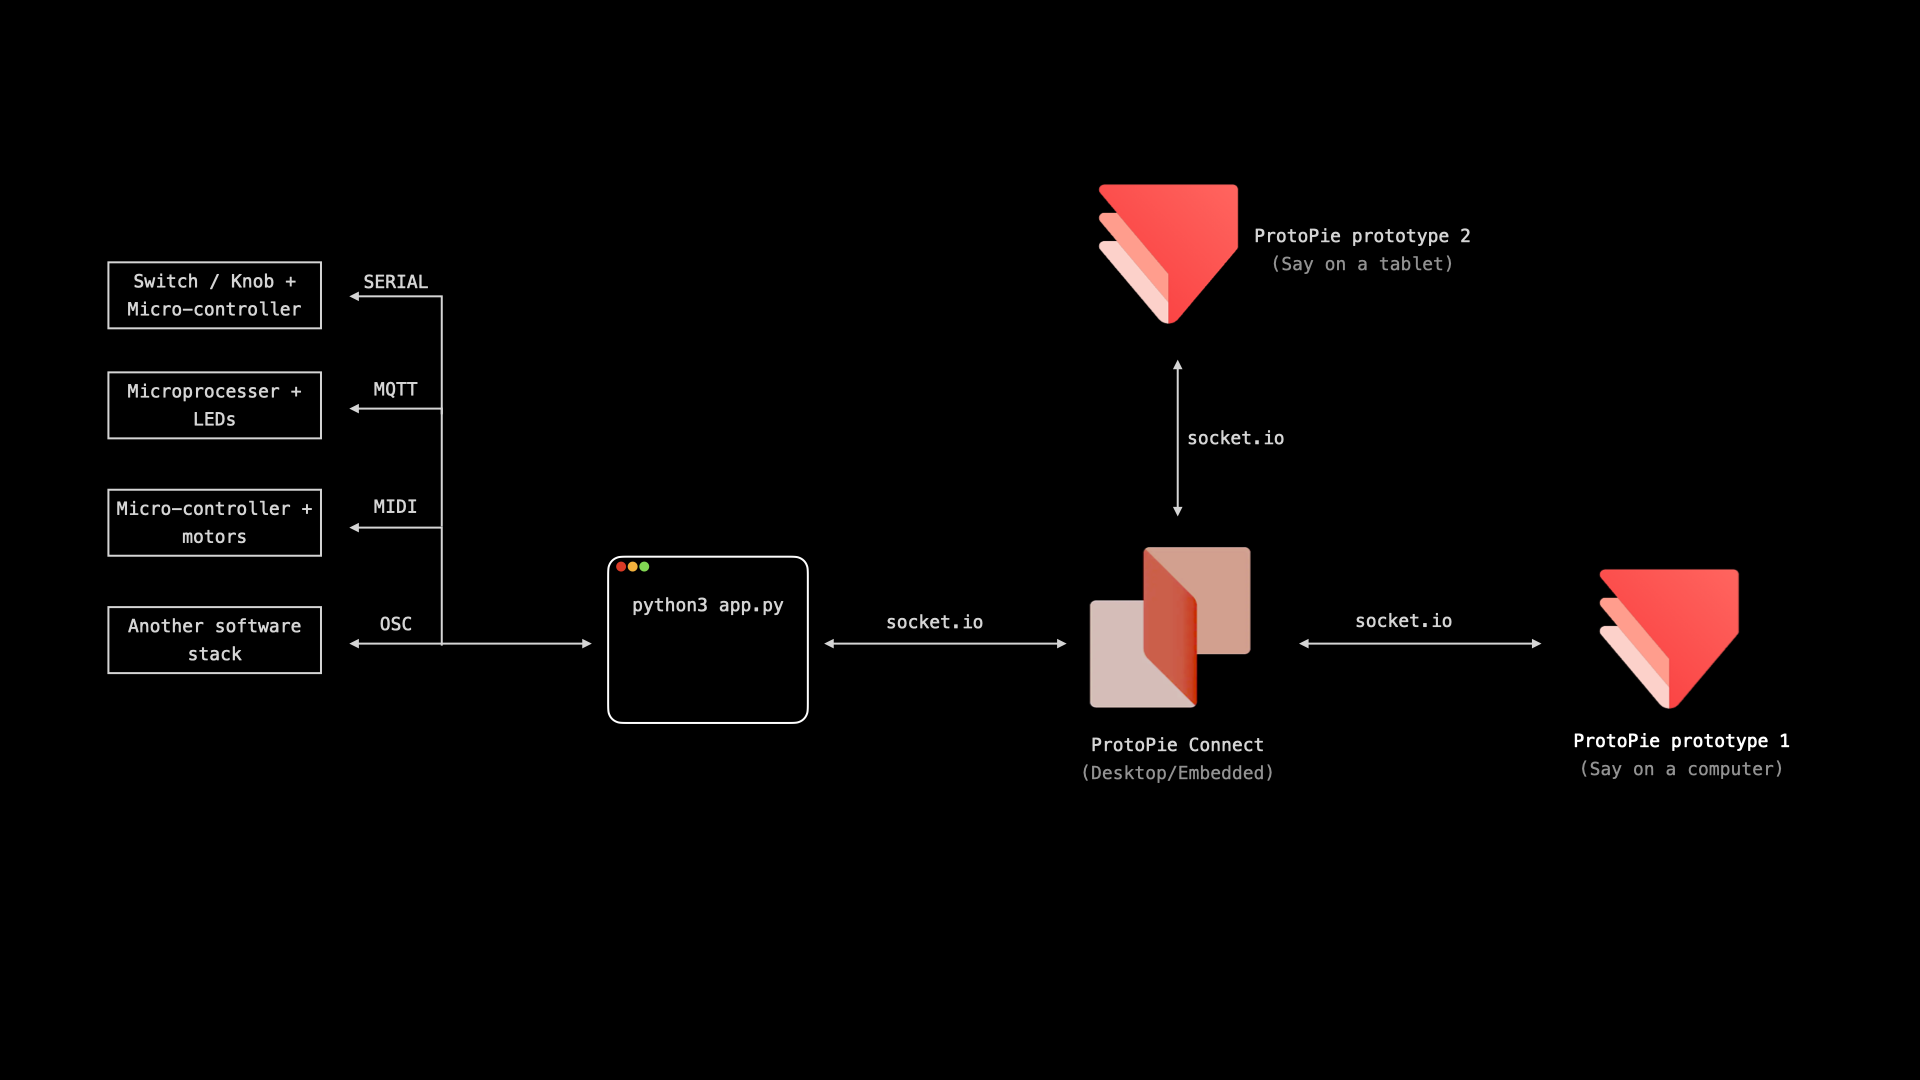 ProtoPie prototype 2
(Say on a tablet)
Switch / Knob +
Micro-controller
SERIAL
Microprocesser +
LEDs
MQTT
socket.io
Micro-controller +
motors
MIDI
Another software
stack
OSC
python3 app.py
socket.io
socket.io
ProtoPie Connect
(Desktop/Embedded)
ProtoPie prototype 1
(Say on a computer)